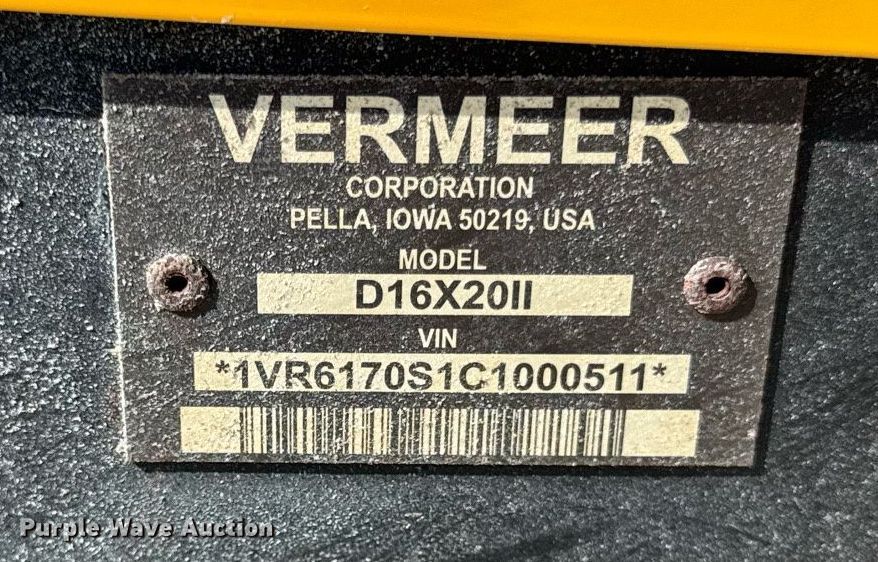 VERMEER
CORPORATION
PELLA, IOWA 50219, USA
MODEL
D16X20II
VIN
*1VR6170S1C1000511*
Purple Wave Auction